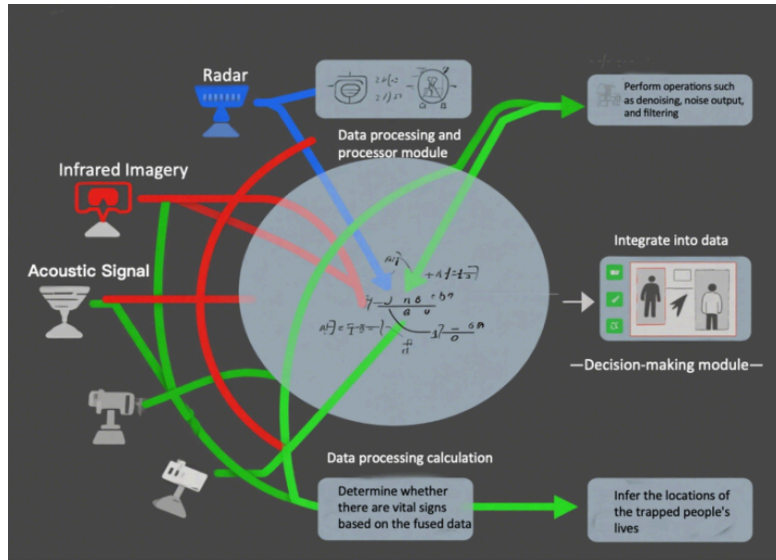 Radar
Data processing and
processor module
Perform operations such
as denoising, noise output,
and filtering
Infrared Imagery
Acoustic Signal
Integrate into data
—Decision-making module—
Data processing calculation
Determine whether
there are vital signs
based on the fused data
Infer the locations of
the trapped people's
lives